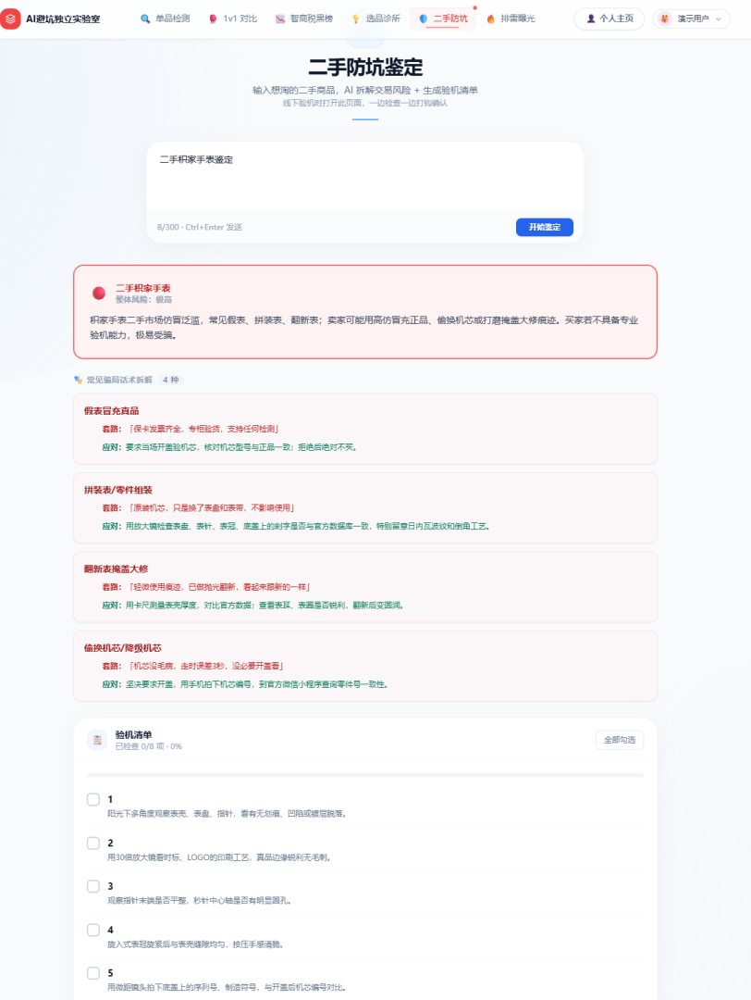 AI避坑独立实验室
单品检测
1v1 对比
智商税黑榜
选品诊所
二手防坑
排雷曝光
个人主页
演示用户
二手防坑鉴定
输入想淘的二手商品，AI 拆解交易风险 + 生成验机清单
线下验机时打开此页面，一边检查一边打钩确认
二手积家手表鉴定
8/300 · Ctrl+Enter 发送
开始鉴定
二手积家手表
整体风险：极高
积家手表二手市场仿冒泛滥，常见假表、拼装表、翻新表；卖家可能用高仿冒充正品、偷换机芯或打磨掩盖大修痕迹。买家若不具备专业
验机能力，极易受骗。
常见骗局话术拆解 4 种
假表冒充真品
套路：「保卡发票齐全，专柜验货，支持任何检测」
应对：要求当场开盖验机芯，核对机芯型号与正品一致；拒绝后绝对不买。
拼装表/零件组装
套路：「原装机芯，只是换了表盘和表带，不影响使用」
应对：用放大镜检查表盘、表针、表冠、底盖上的刻字是否与官方数据库一致，特别留意日内瓦波纹和倒角工艺。
翻新表掩盖大修
套路：「轻微使用痕迹，已做抛光翻新，看起来跟新的一样」
应对：用卡尺测量表壳厚度，对比官方数据；查看表耳、表圈是否锐利，翻新后变圆润。
偷换机芯/降级机芯
套路：「机芯没毛病，走时误差3秒，没必要开盖看」
应对：坚决要求开盖，用手机拍下机芯编号，到官方微信小程序查询零件号一致性。
验机清单
已检查 0/8 项 · 0%
全部勾选
1
阳光下多角度观察表壳、表盘、指针，看有无划痕、凹陷或镀层脱落。
2
用30倍放大镜看时标、LOGO的印刷工艺，真品边缘锐利无毛刺。
3
观察指针末端是否平整，秒针中心轴是否有明显圆孔。
4
旋入式表冠旋紧后与表壳缝隙均匀，按压手感清脆。
5
用微距镜头拍下底盖上的序列号、制造符号，与开盖后机芯编号对比。